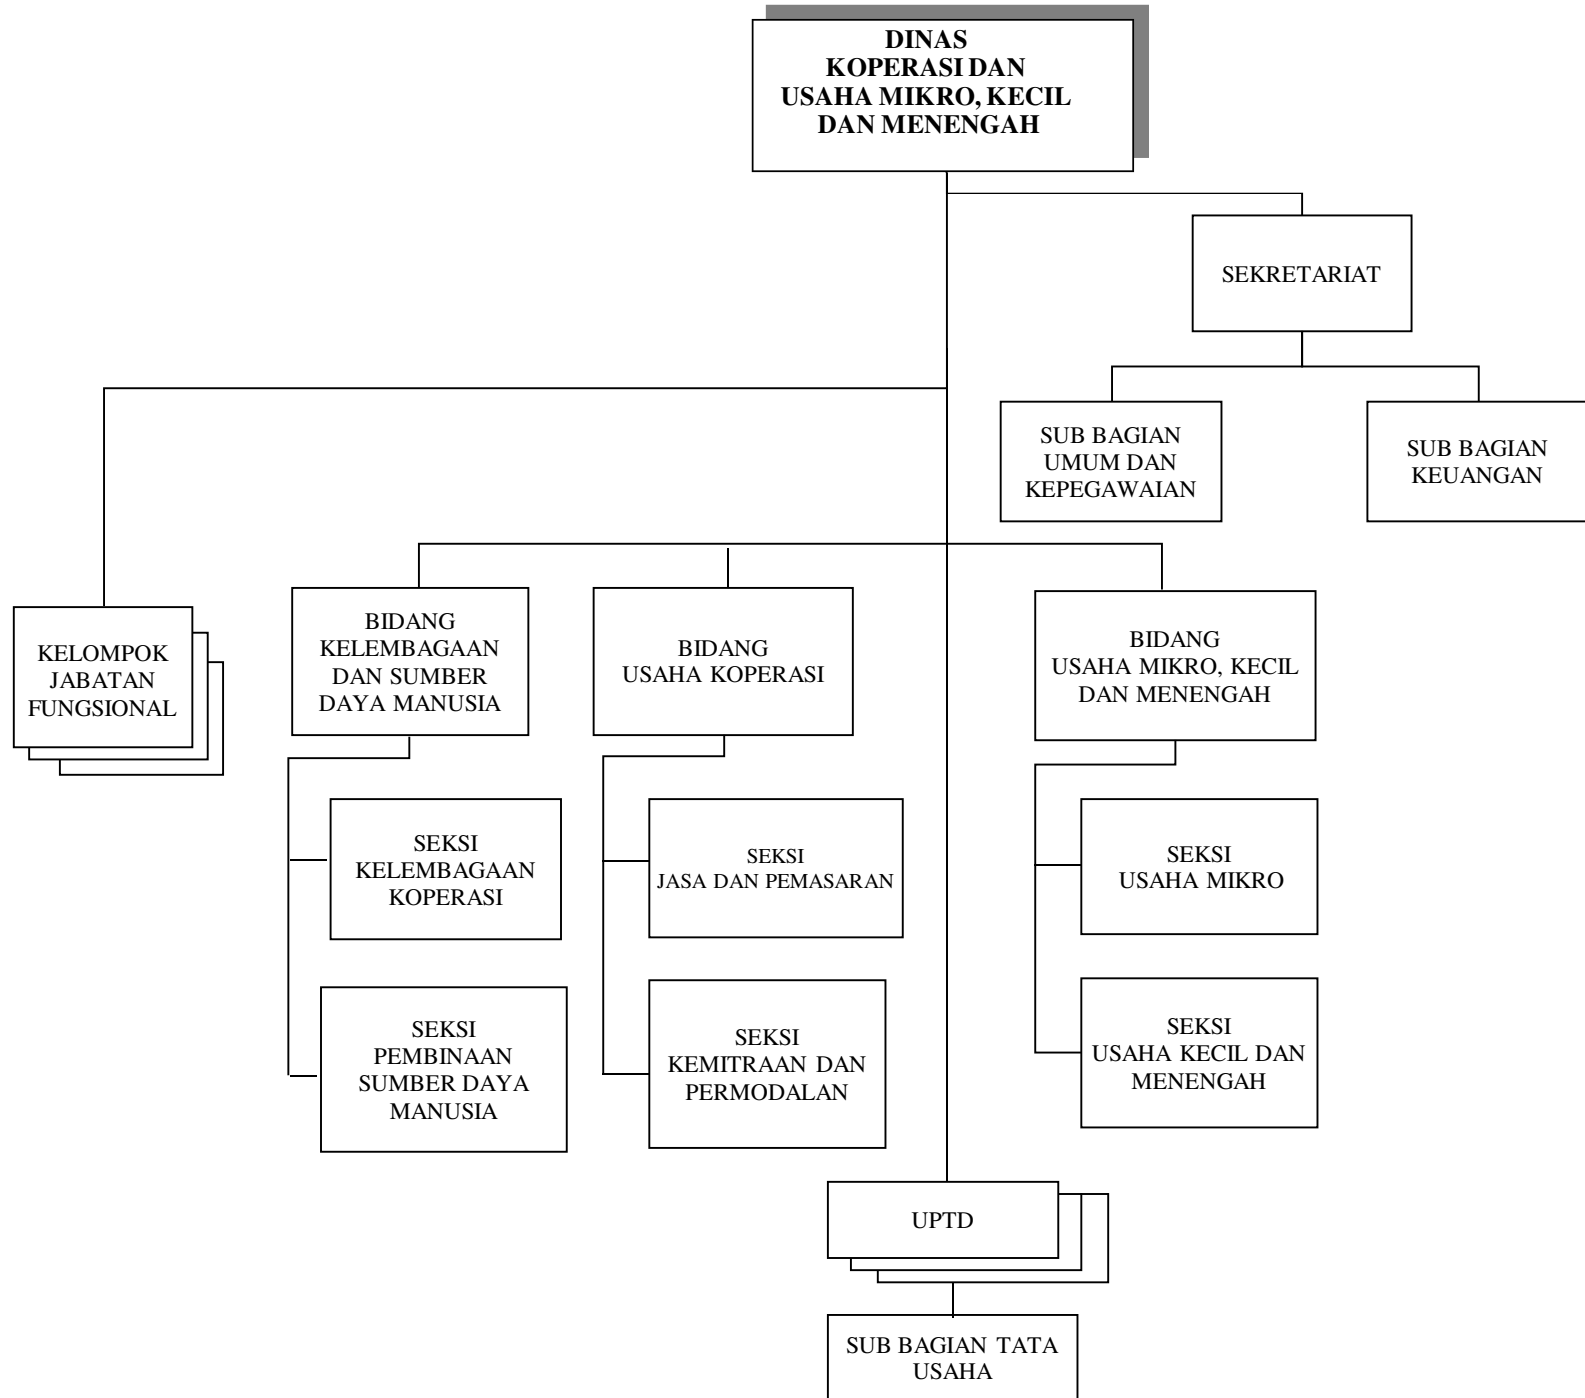 DINAS
KOPERASI DAN
USAHA MIKRO, KECIL
DAN MENENGAH
SEKRETARIAT
SUB BAGIAN
UMUM DAN
KEPEGAWAIAN
SUB BAGIAN
KEUANGAN
KELOMPOK
JABATAN
FUNGSIONAL
BIDANG
KELEMBAGAAN
DAN SUMBER
DAYA MANUSIA
BIDANG
USAHA KOPERASI
BIDANG
USAHA MIKRO, KECIL
DAN MENENGAH
SEKSI
KELEMBAGAAN
KOPERASI
SEKSI
JASA DAN PEMASARAN
SEKSI
USAHA MIKRO
SEKSI
PEMBINAAN
SUMBER DAYA
MANUSIA
SEKSI
KEMITRAAN DAN
PERMODALAN
SEKSI
USAHA KECIL DAN
MENENGAH
UPTD
SUB BAGIAN TATA
USAHA